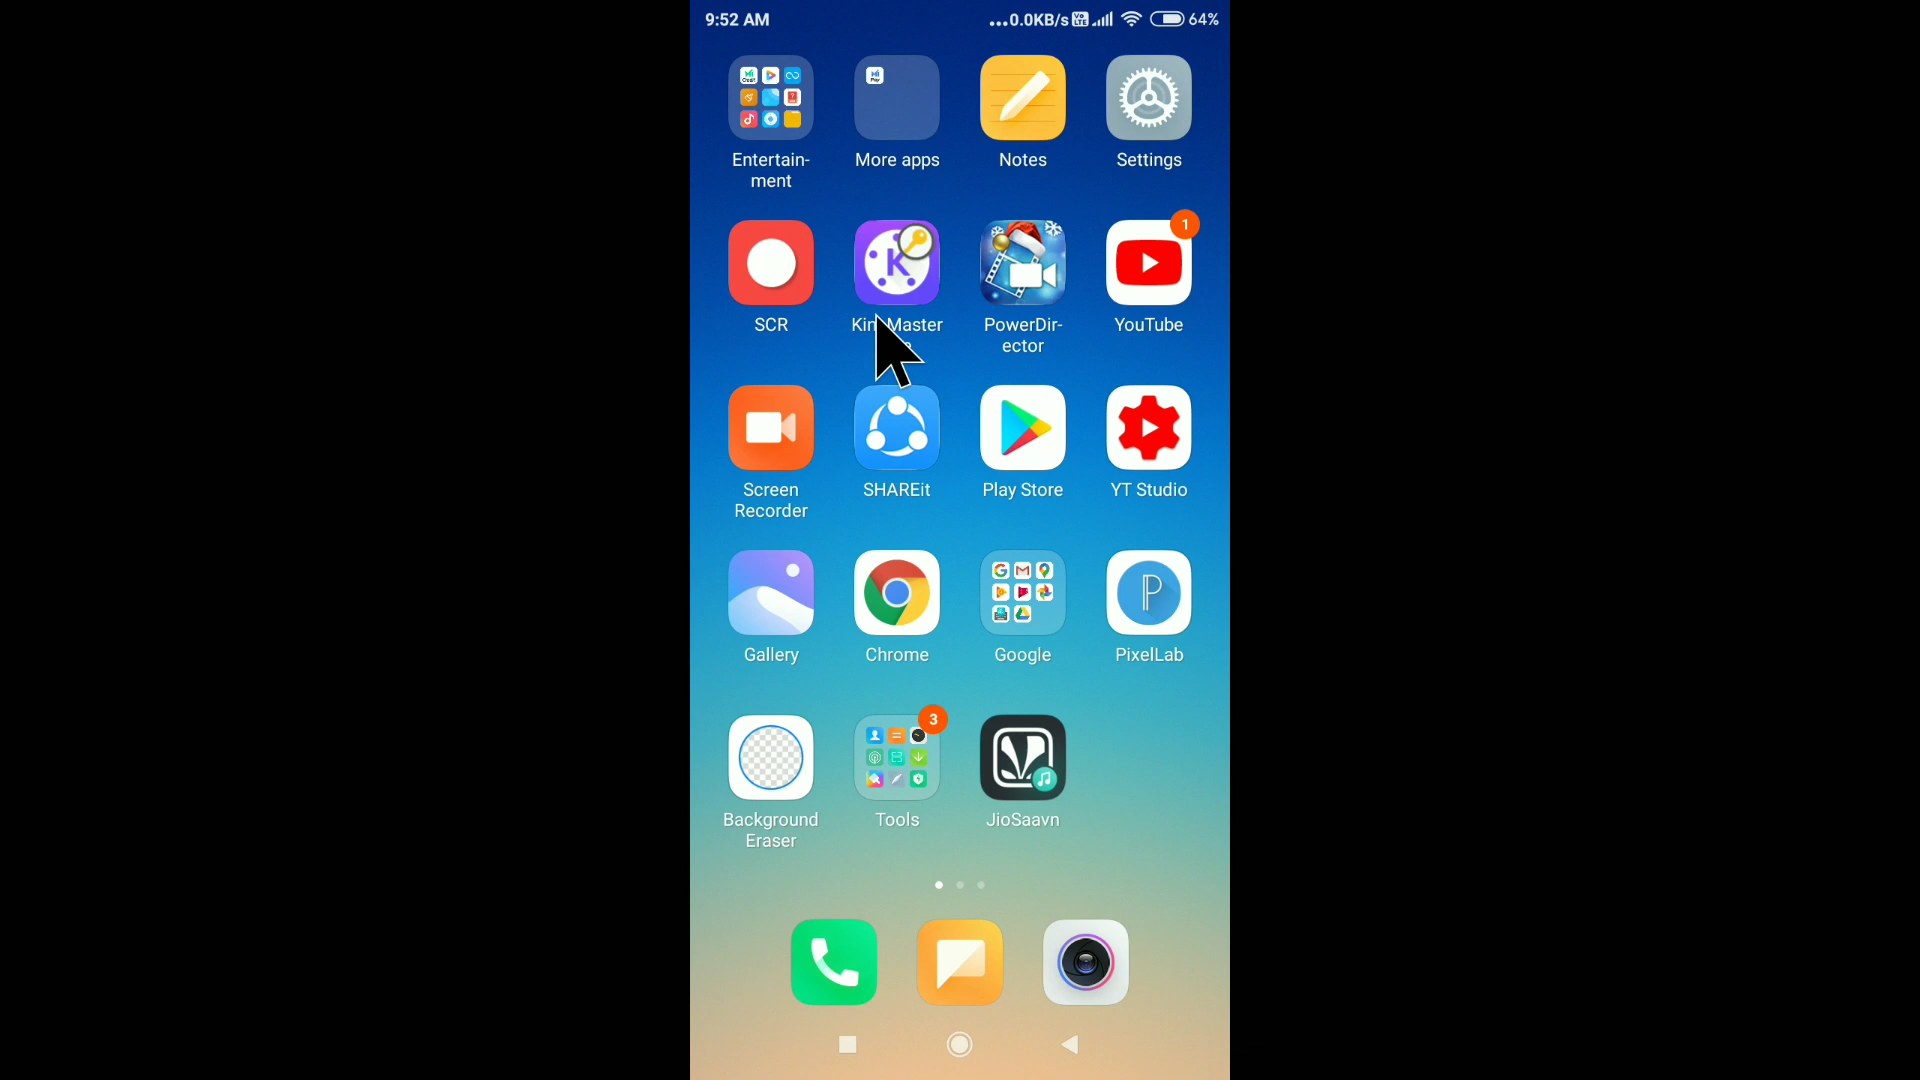 9:52 AM
...0.0KB/s
64%
Entertain-
ment
More apps
Notes
Settings
1
SCR
Master
PowerDir-
ector
YouTube
Screen
Recorder
SHAREit
Play Store
YT Studio
Gallery
Chrome
Google
PixelLab
3
Background
Eraser
Tools
JioSaavn